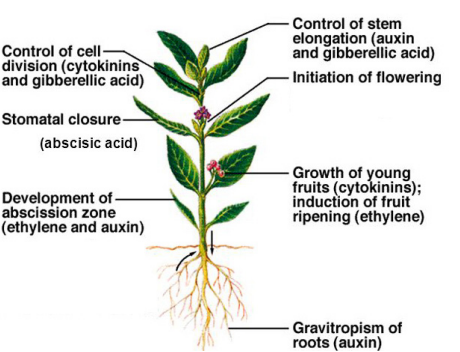 Control of stem
elongation (auxin
and gibberellic acid)
Control of cell
division (cytokinins
and gibberellic acid)
Initiation of flowering
Stomatal closure
(abscisic acid)
Growth of young
fruits (cytokinins);
induction of fruit
ripening (ethylene)
Development of
abscission zone
(ethylene and auxin)
Gravitropism of
roots (auxin)